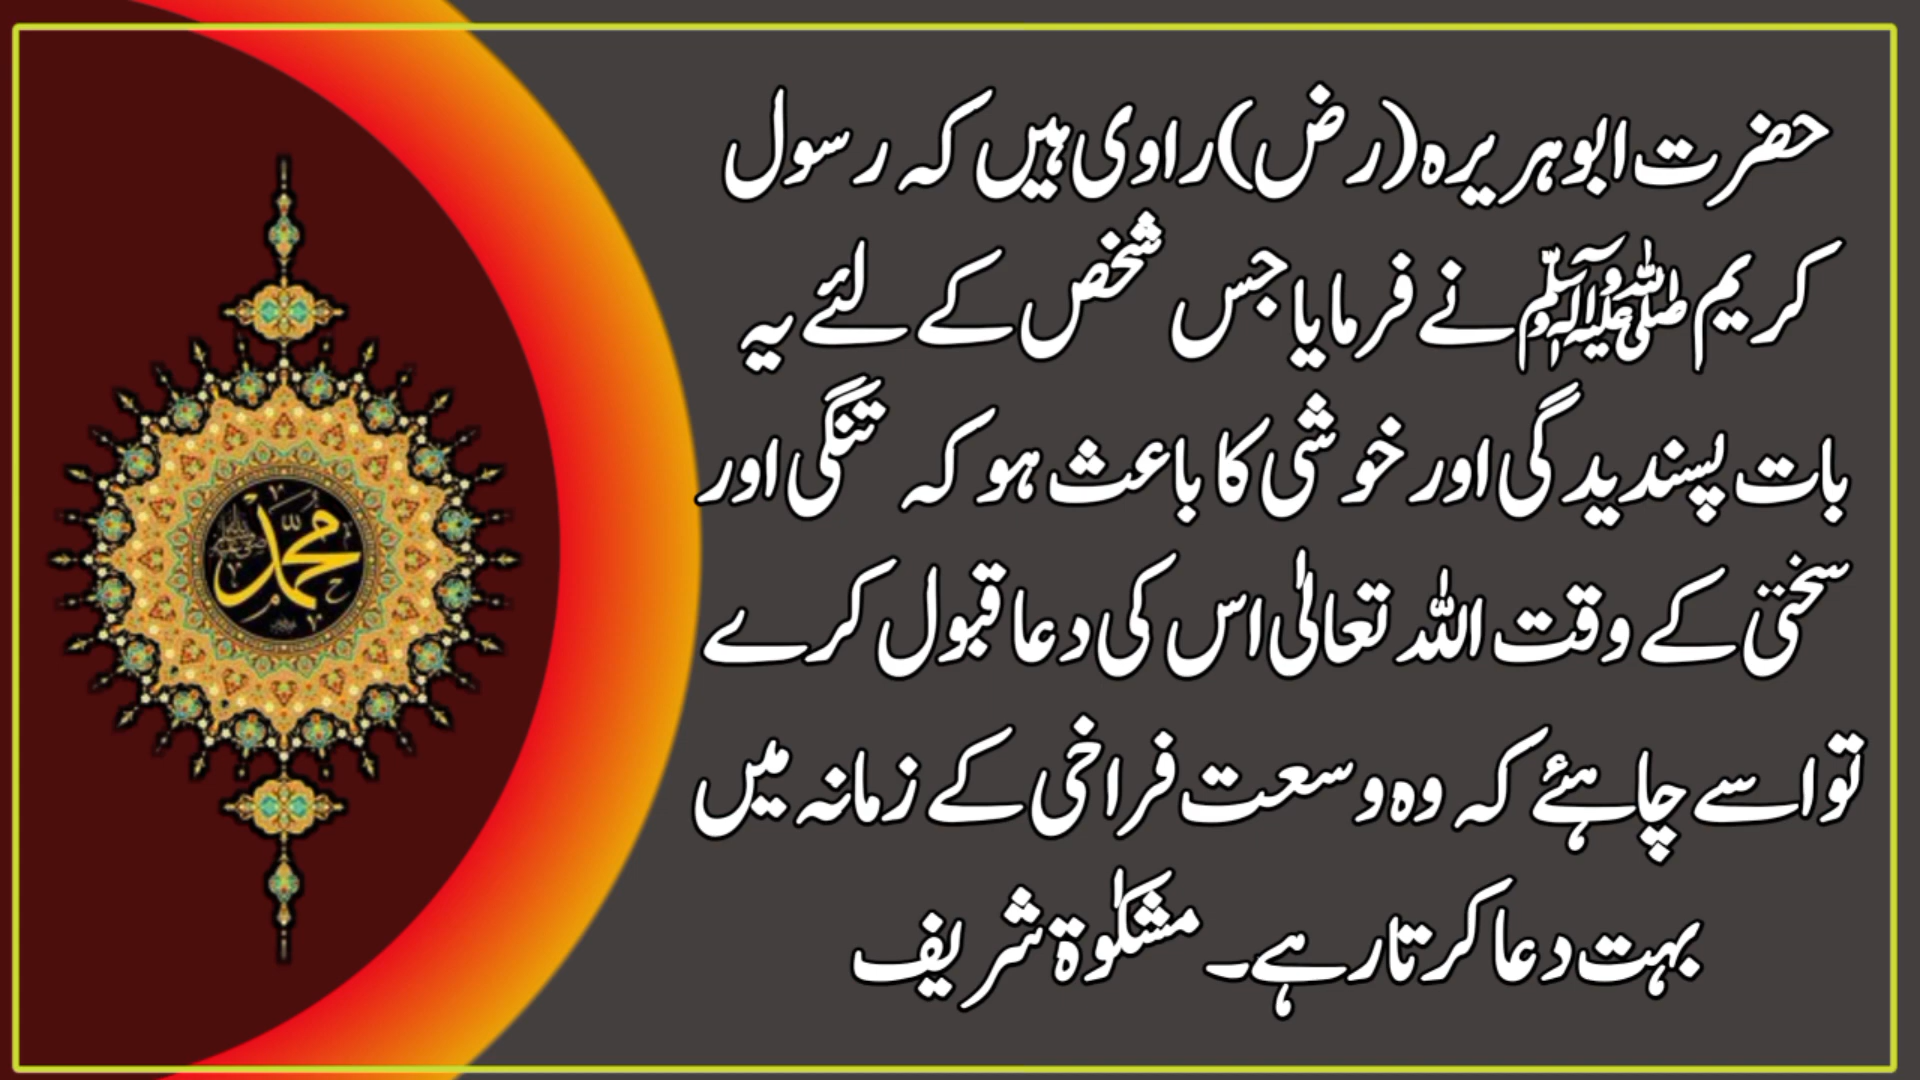 حضرت ابوہریرہ (رض) راوی ہیں کہ رسول
کریم ﷺ نے فرمایا جس شخص کے لئے یہ
بات پسندیدگی اور خوشی کا باعث ہو کہ تنگی اور
سختی کے وقت اللہ تعالیٰ اس کی دعا قبول کرے
تو اسے چاہئے کہ وہ وسعت فراخی کے زمانہ میں
بہت دعا کرتا رہے۔ مشکوٰۃ شریف
محمد